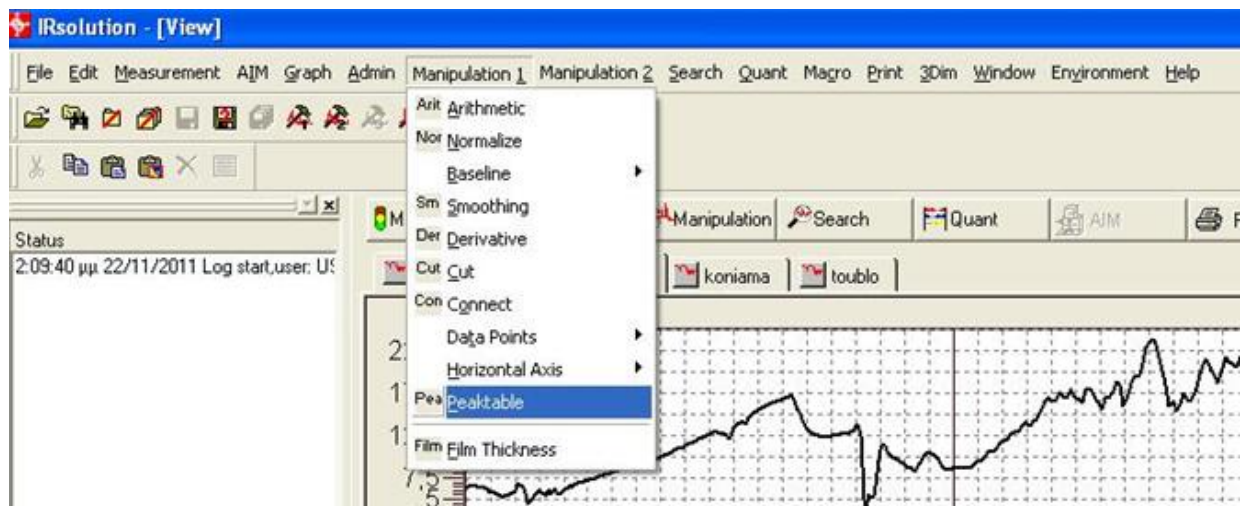 IRsolution - [View]
File Edit Measurement AIM Graph Admin Manipulation 1 Manipulation 2 Search Quant Macro Print 3Dim Window Environment Help
Arit Arithmetic
Nor Normalize
Baseline
Sm Smoothing
Der Derivative
Cut Cut
Con Connect
Data Points
Horizontal Axis
Pea Peaktable
Film Film Thickness
Manipulation Search Quant AIM
koniama toublo
Status
2:09:40 μμ 22/11/2011 Log start,user:
7.5
5